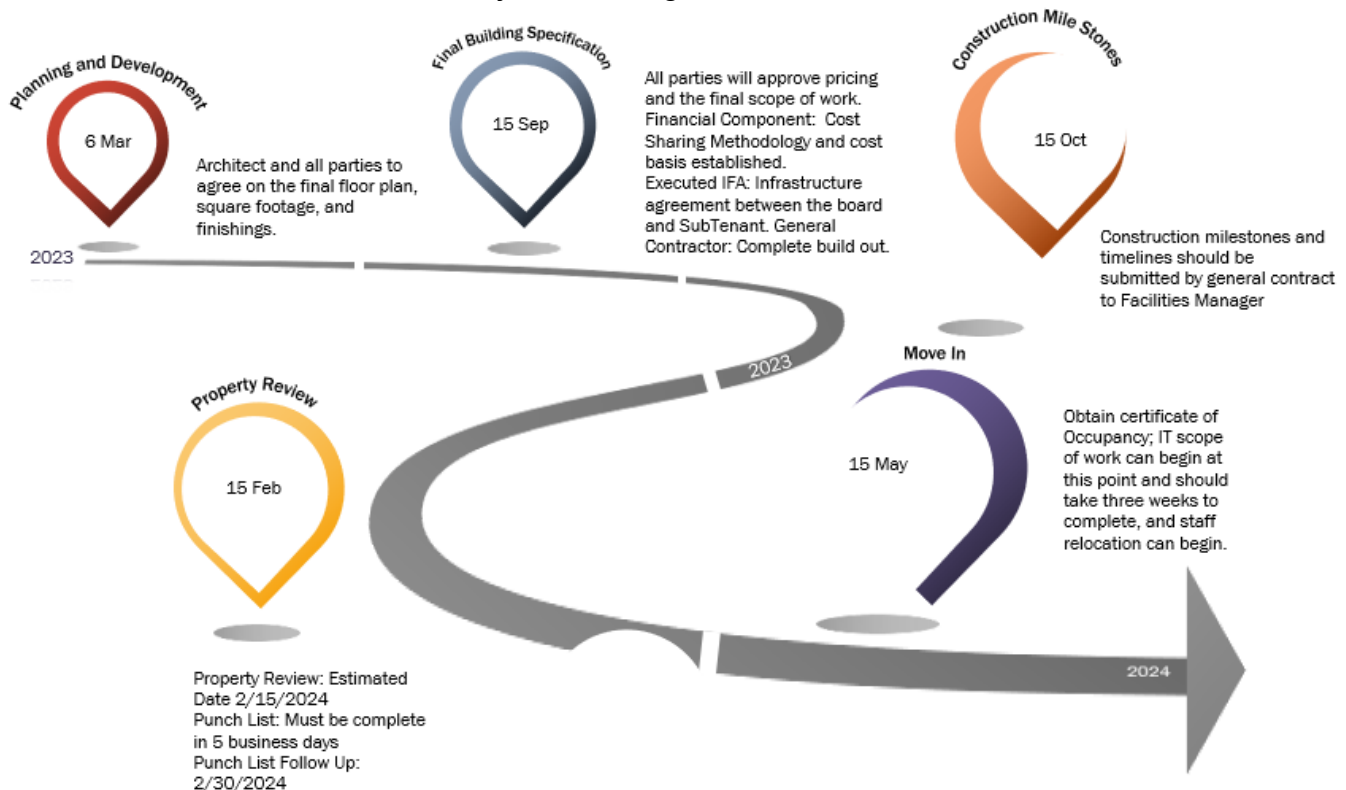 Planning and Development
6 Mar
Architect and all parties to
agree on the final floor plan,
square footage, and
finishings.
Final Building Specification
15 Sep
All parties will approve pricing
and the final scope of work.
Financial Component: Cost
Sharing Methodology and cost
basis established.
Executed IFA: Infrastructure
agreement between the board
and SubTenant. General
Contractor: Complete build out.
Construction Mile Stones
15 Oct
Construction milestones and
timelines should be
submitted by general contract
to Facilities Manager
2023
2023
Property Review
15 Feb
Property Review: Estimated
Date 2/15/2024
Punch List: Must be complete
in 5 business days
Punch List Follow Up:
2/30/2024
Move In
15 May
Obtain certificate of
Occupancy; IT scope
of work can begin at
this point and should
take three weeks to
complete, and staff
relocation can begin.
2024